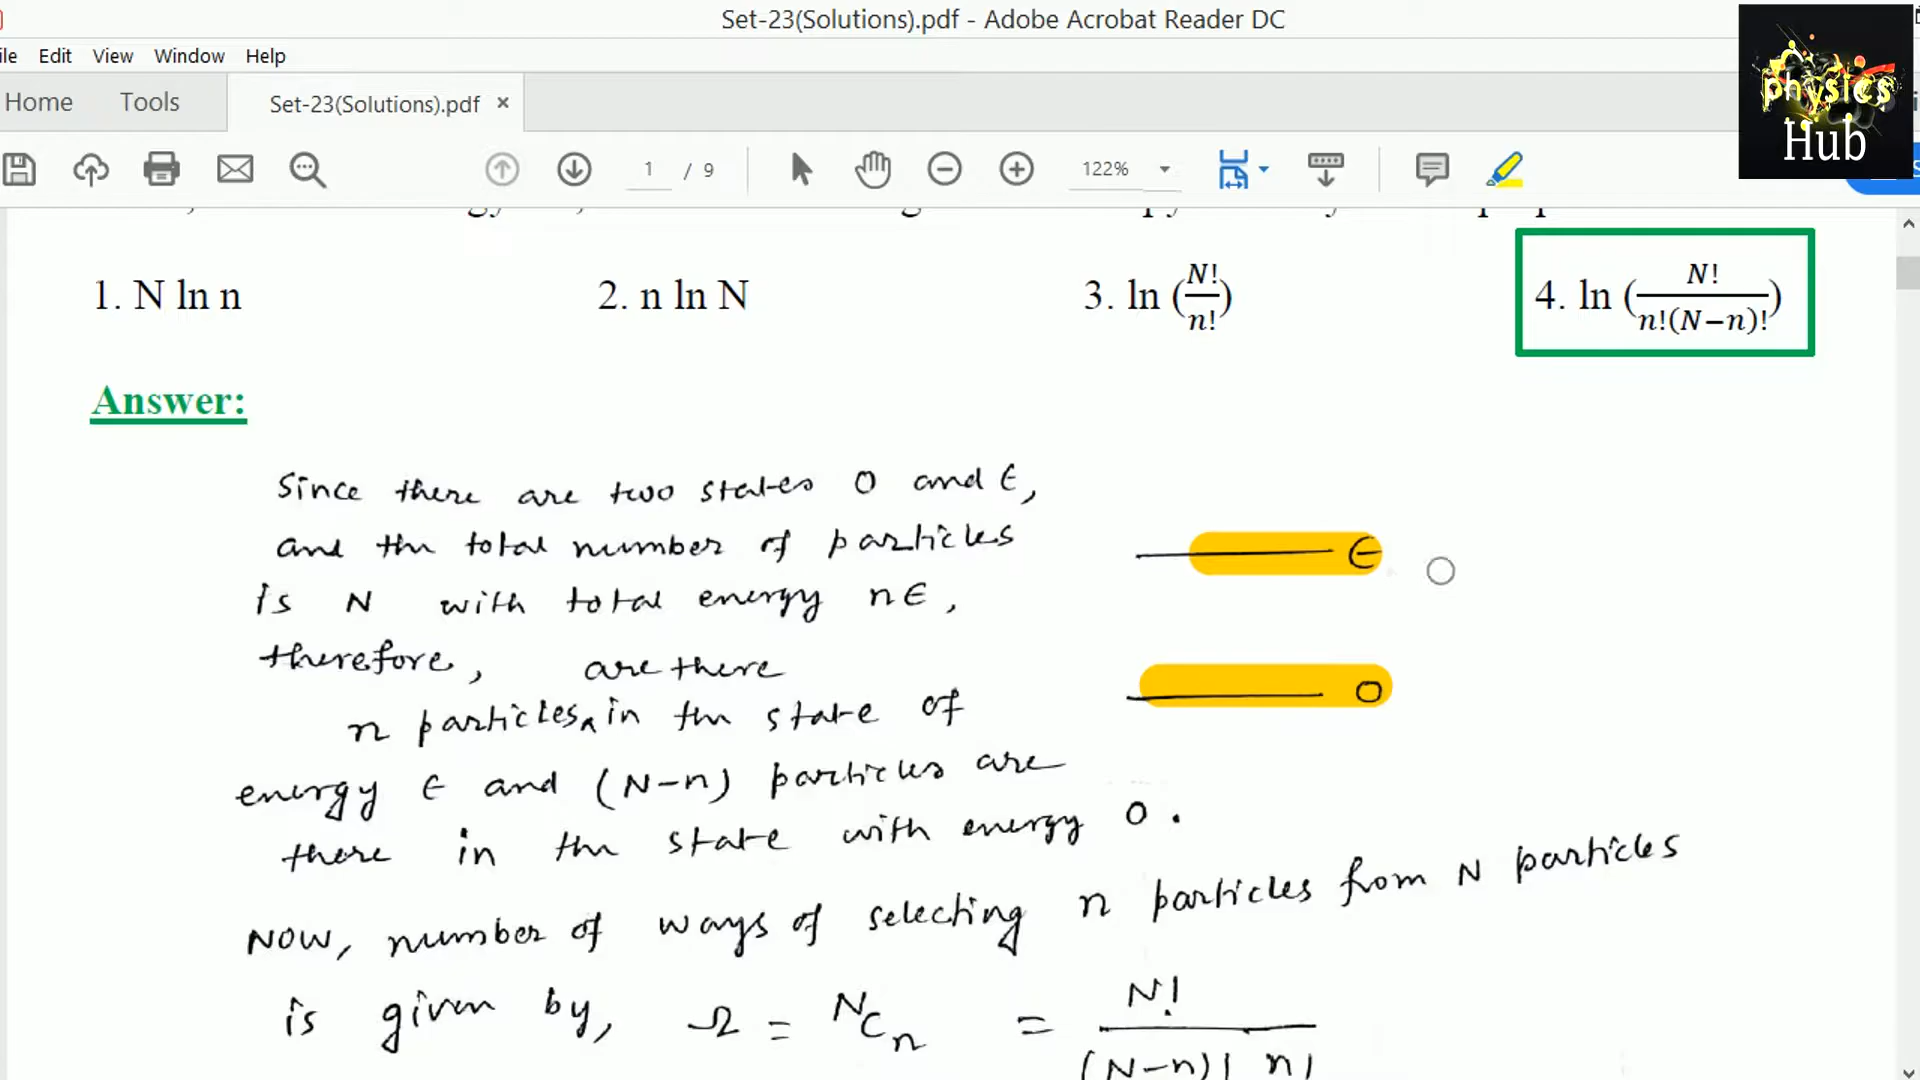 Set-23(Solutions).pdf - Adobe Acrobat Reader DC
ile Edit View Window Help
Home Tools Set-23(Solutions).pdf ×
1 / 9 122%
physics
Hub
1. N ln n 2. n ln N 3. ln (N!/n!) 4. ln (N!/n!(N−n)!)
Answer:
Since there are two states 0 and ϵ,
and the total number of particles
is N with total energy nϵ,
therefore, are there
n particles‸ in the state of
energy ϵ and (N-n) particles are
there in the state with energy 0.
ϵ
0
Now, number of ways of selecting n particles from N particles
is given by, Ω = ᴺCₙ = N!/(N-n)! n!